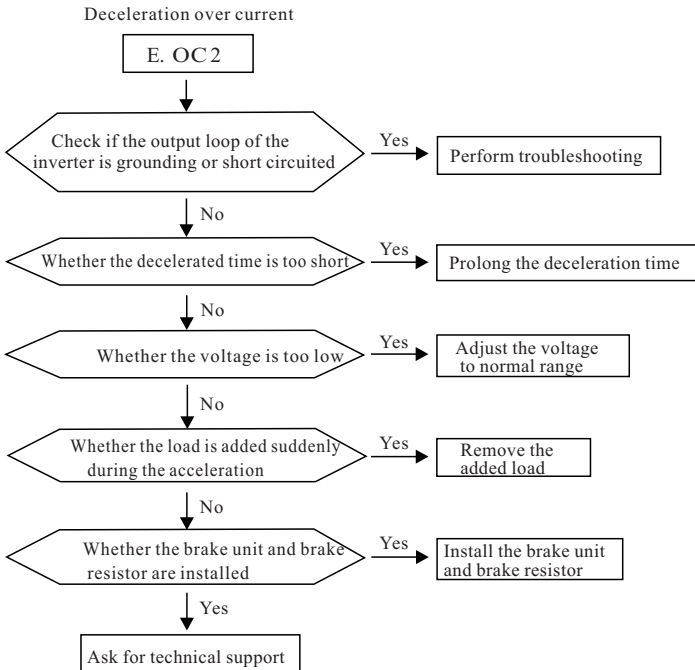 Deceleration over current
E. OC2
Check if the output loop of the
inverter is grounding or short circuited
Yes
Perform troubleshooting
No
Whether the decelerated time is too short
Yes
Prolong the deceleration time
No
Whether the voltage is too low
Yes
Adjust the voltage
to normal range
No
Whether the load is added suddenly
during the acceleration
Yes
Remove the
added load
No
Whether the brake unit and brake
resistor are installed
Yes
Install the brake unit
and brake resistor
Yes
Ask for technical support